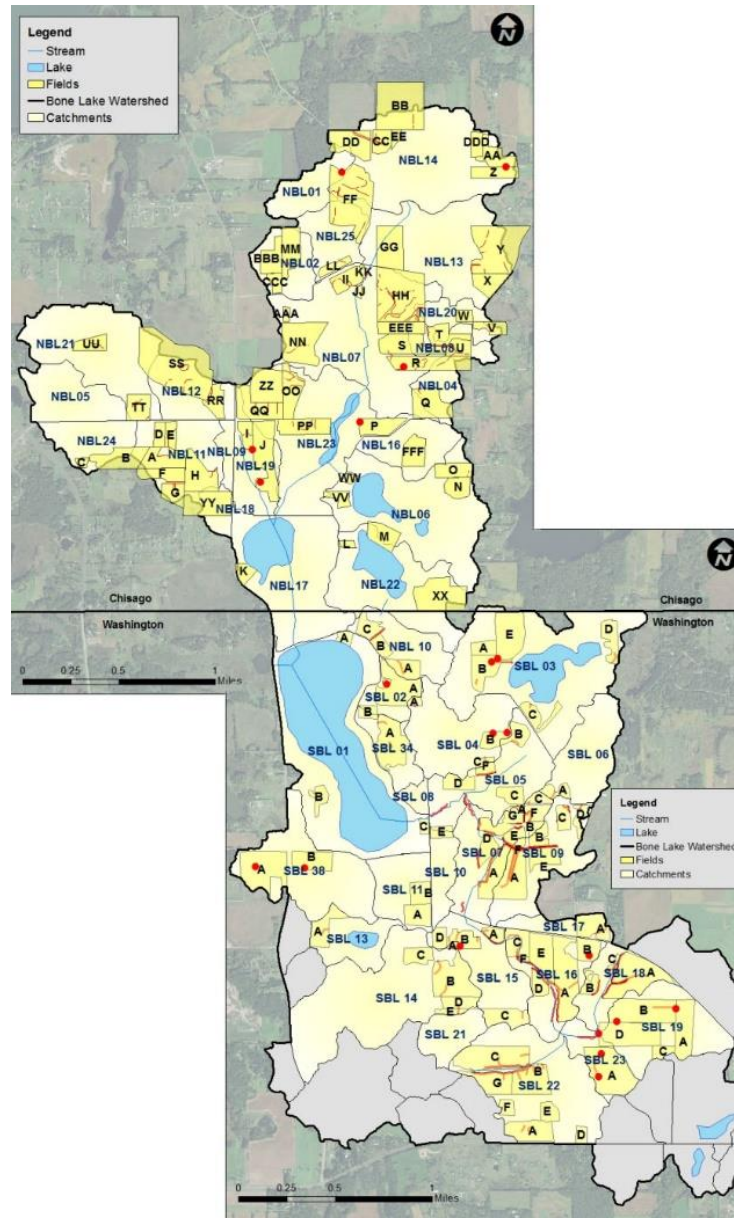 Legend
Stream
Lake
Fields
Bone Lake Watershed
Catchments
N
BB
EE
DD
CC
NBL14
DDD
AA
Z
NBL01
FF
NBL25
MM
BBB
NBL02
CCC
LL
II
KK
JJ
GG
NBL13
Y
X
HH
NBL20
W
AAA
EEE
T
V
NN
S
NBL08
U
R
NBL07
NBL04
NBL21
UU
SS
NBL12
RR
NBL05
TT
ZZ
OO
QQ
Q
PP
NBL23
P
NBL16
NBL24
D
E
I
J
C
B
A
NBL11
NBL09
NBL19
F
H
G
YY
NBL18
FFF
O
N
WW
VV
NBL06
M
L
NBL22
K
NBL17
XX
N
Chisago
Washington
Chisago
Washington
0
0.25
0.5
1
Miles
A
C
B
NBL 10
E
A
B
SBL 03
D
A
SBL 02
A
A
B
C
SBL 01
A
SBL 34
SBL 04
B
B
SBL 06
C
F
D
SBL 05
B
SBL 08
C
E
C
C
A
A
F
G
B
C
D
D
E
B
SBL 07
SBL 09
A
A
E
Legend
Stream
Lake
Fields
Bone Lake Watershed
Catchments
B
A
SBL 38
SBL 11
E
SBL 10
A
A
SBL 13
D
A
B
C
A
SBL 17
A
C
F
E
B
SBL 16
C
SBL 18
A
B
SBL 14
B
D
E
SBL 15
D
A
C
B
D
SBL 19
A
C
SBL 21
C
B
G
SBL 22
SBL 23
A
F
E
A
D
0
0.25
0.5
1
Miles